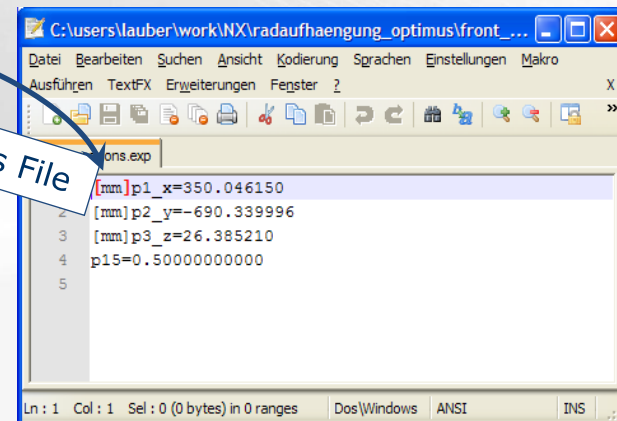 C:\users\lauber\work\NX\radaufhaengung_optimus\front_...
Datei Bearbeiten Suchen Ansicht Kodierung Sprachen Einstellungen Makro
Ausführen TextFX Erweiterungen Fenster ? X
»
ons.exp
s File
[mm]p1_x=350.046150
2 [mm]p2_y=-690.339996
3 [mm]p3_z=26.385210
4 p15=0.50000000000
5
Ln : 1 Col : 1 Sel : 0 (0 bytes) in 0 ranges Dos\Windows ANSI INS